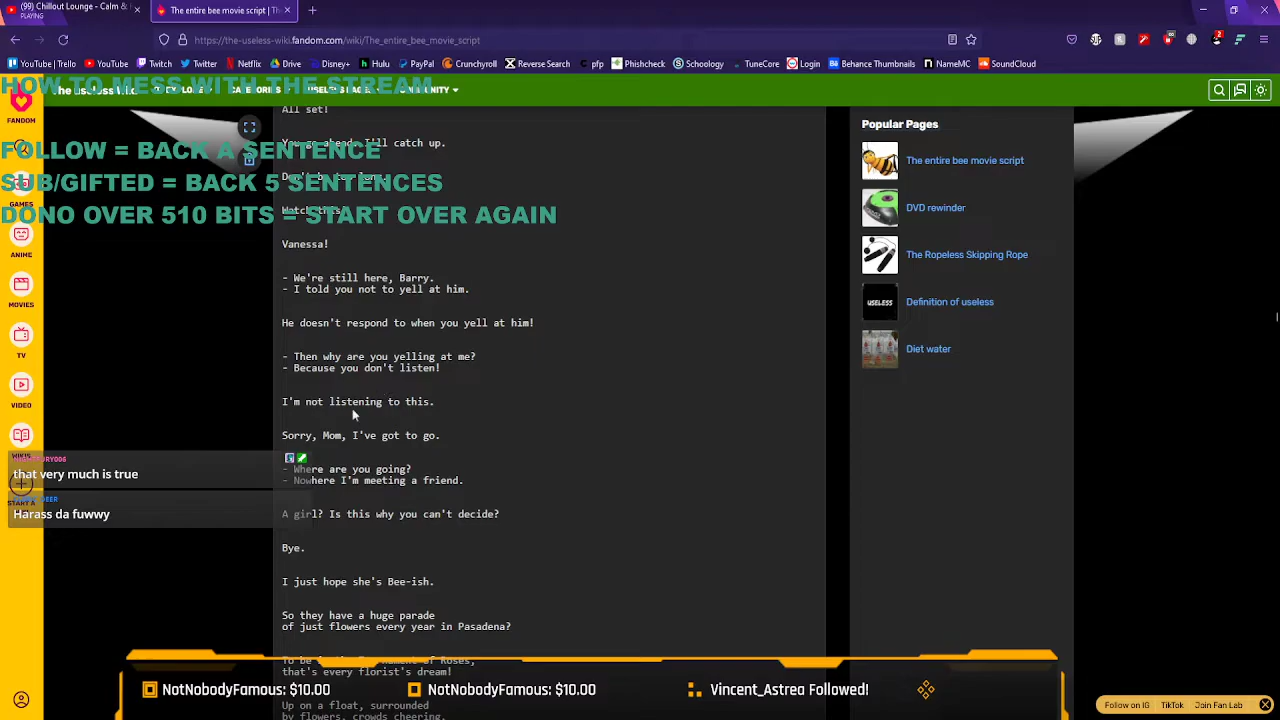 (99) Chillout Lounge - Calm &
PLAYING
The entire bee movie script | T
https://the-useless-wiki.fandom.com/wiki/The_entire_bee_movie_script
Yourjizz | Trello
YouTube
Twitch
Twitter
Netflix
Drive
Disney+
Hulu
PayPal
Crunchyroll
pfp
Phishcheck
Schoology
TuneCore
Login
Behance Thumbnails
NameMC
SoundCloud
HOW TO MESS WITH THE STREAM
FOLLOW = BACK A SENTENCE
SUB/GIFTED = BACK 5 SENTENCES
DONO OVER 510 BITS = START OVER AGAIN
FANDOM
GAMES
ANIME
MOVIES
TV
VIDEO
WIKIS
START A
All set!
You go ahead. I'll catch up.
Vanessa!
- We're still here, Barry.
- I told you not to yell at him.
He doesn't respond to when you yell at him!
- Then why are you yelling at me?
- Because you don't listen!
I'm not listening to this.
Sorry, Mom, I've got to go.
- Where are you going?
- Nowhere I'm meeting a friend.
A girl? Is this why you can't decide?
Bye.
I just hope she's Bee-ish.
So they have a huge parade
of just flowers every year in Pasadena?
that's every florist's dream!
Up on a float, surrounded
by flowers, crowds cheering.
Popular Pages
The entire bee movie script
DVD rewinder
The Ropeless Skipping Rope
Definition of useless
Diet water
that very much is true
Harass da fuwwy
NotNobodyFamous: $10.00
NotNobodyFamous: $10.00
Vincent_Astrea Followed!
Follow on IG
TikTok
Join Fan Lab